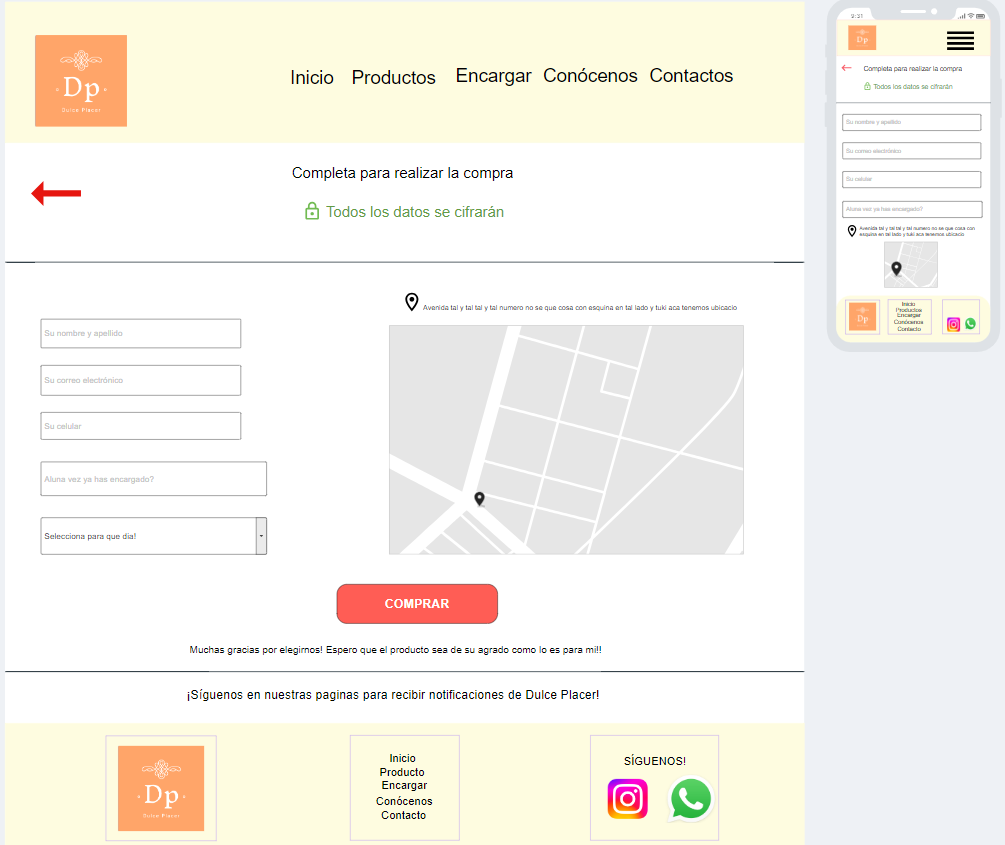 Dp
Dulce Placer
Inicio Productos Encargar Conócenos Contactos
Completa para realizar la compra
Todos los datos se cifrarán
Avenida tal y tal tal y tal numero no se que cosa con esquina en tal lado y tuki aca tenemos ubicacio
Su nombre y apellido
Su correo electrónico
Su celular
Aluna vez ya has encargado?
Selecciona para que dia!
COMPRAR
Muchas gracias por elegirnos! Espero que el producto sea de su agrado como lo es para mi!!
¡Síguenos en nuestras paginas para recibir notificaciones de Dulce Placer!
Dp
Dulce Placer
Inicio
Producto
Encargar
Conócenos
Contacto
SÍGUENOS!
9:31
Dp
Completa para realizar la compra
Todos los datos se cifrarán
Su nombre y apellido
Su correo electrónico
Su celular
Aluna vez ya has encargado?
Avenida tal y tal tal y tal numero no se que cosa con
esquina en tal lado y tuki aca tenemos ubicacio
Dp
Inicio
Productos
Encargar
Conócenos
Contacto